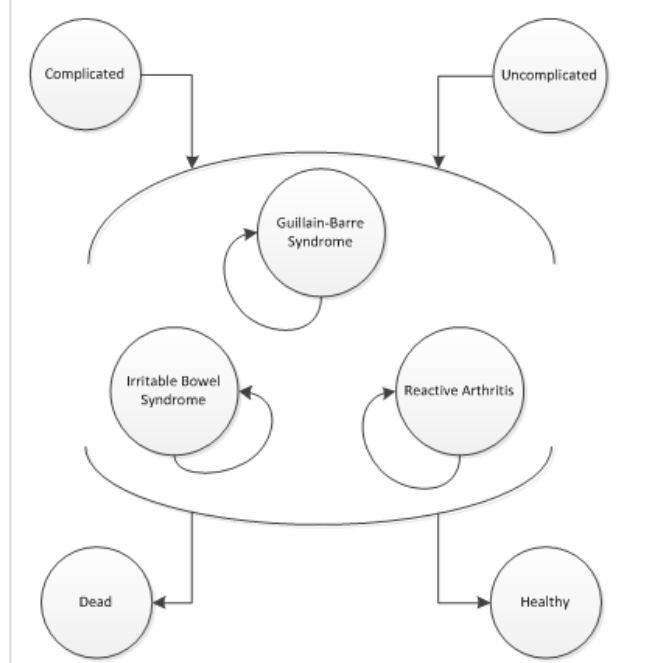 Complicated
Uncomplicated
Guillain-Barre
Syndrome
Irritable Bowel
Syndrome
Reactive Arthritis
Dead
Healthy